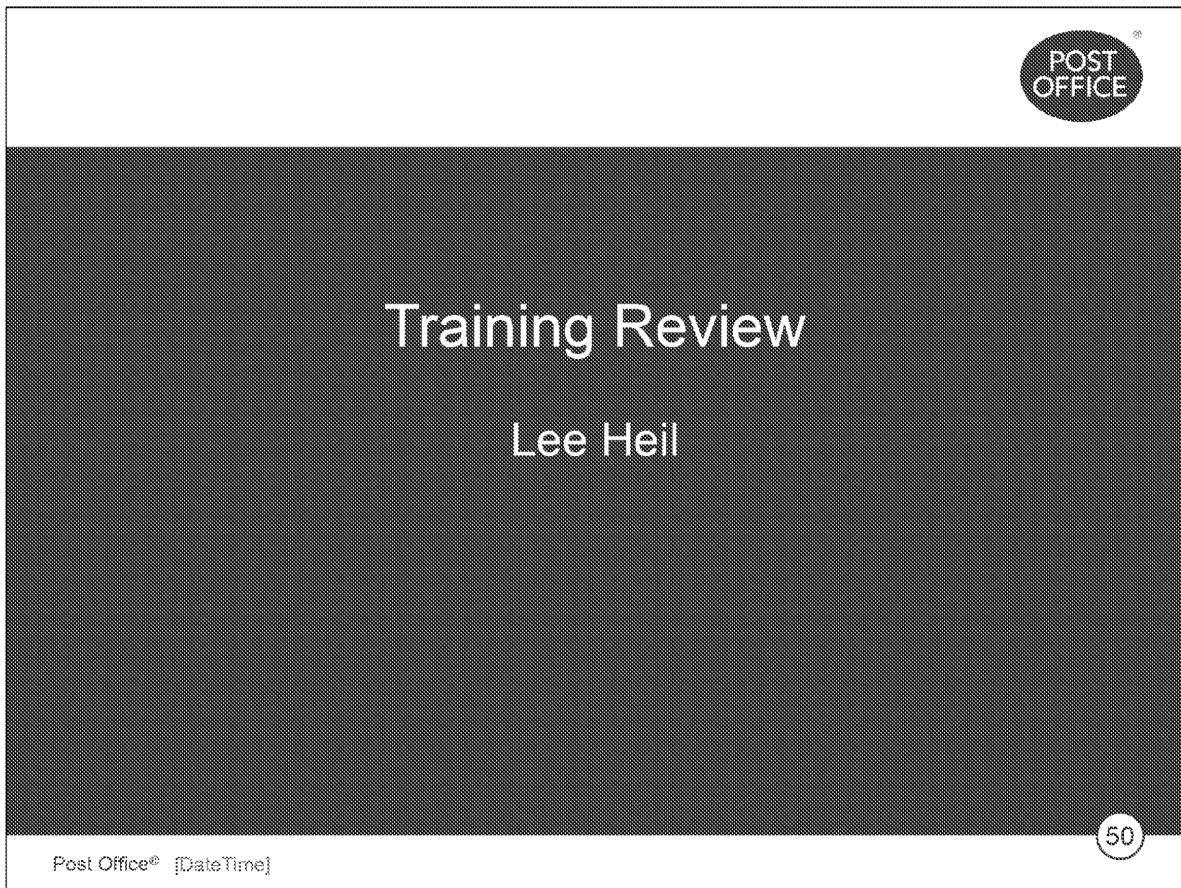 POST
OFFICE
®
Training Review
Lee Heil
50
Post Office© [DateTime]